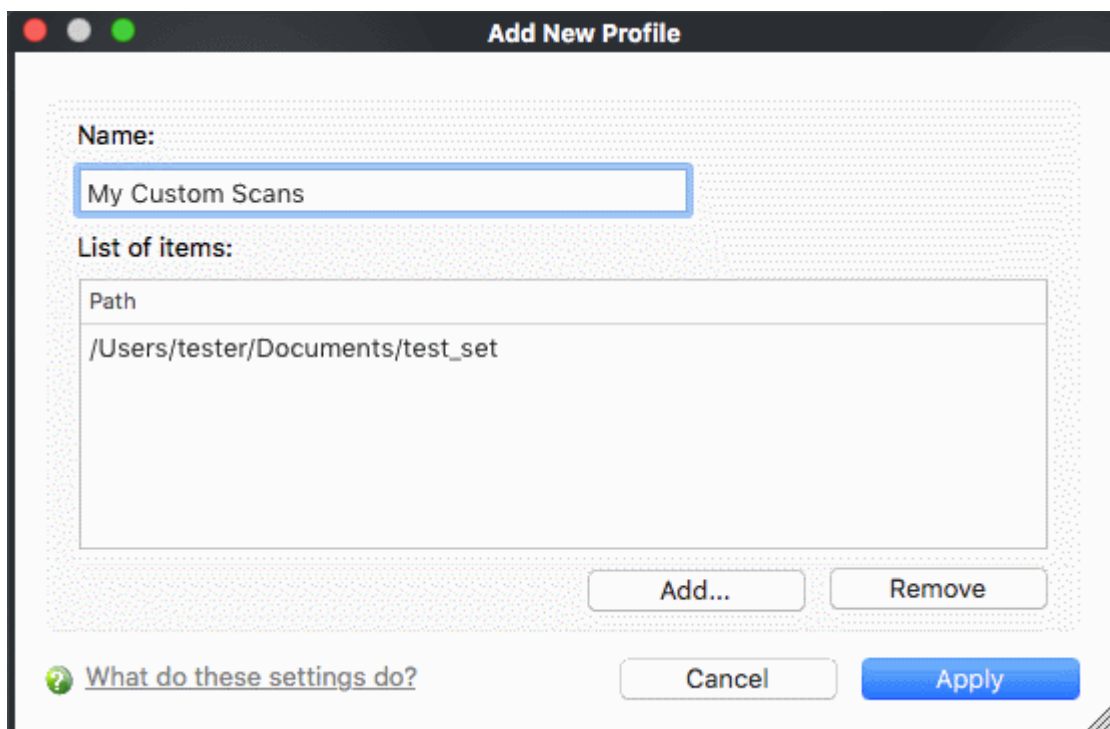 Add New Profile
Name:
My Custom Scans
List of items:
Path
/Users/tester/Documents/test_set
Add... Remove
? What do these settings do? Cancel Apply